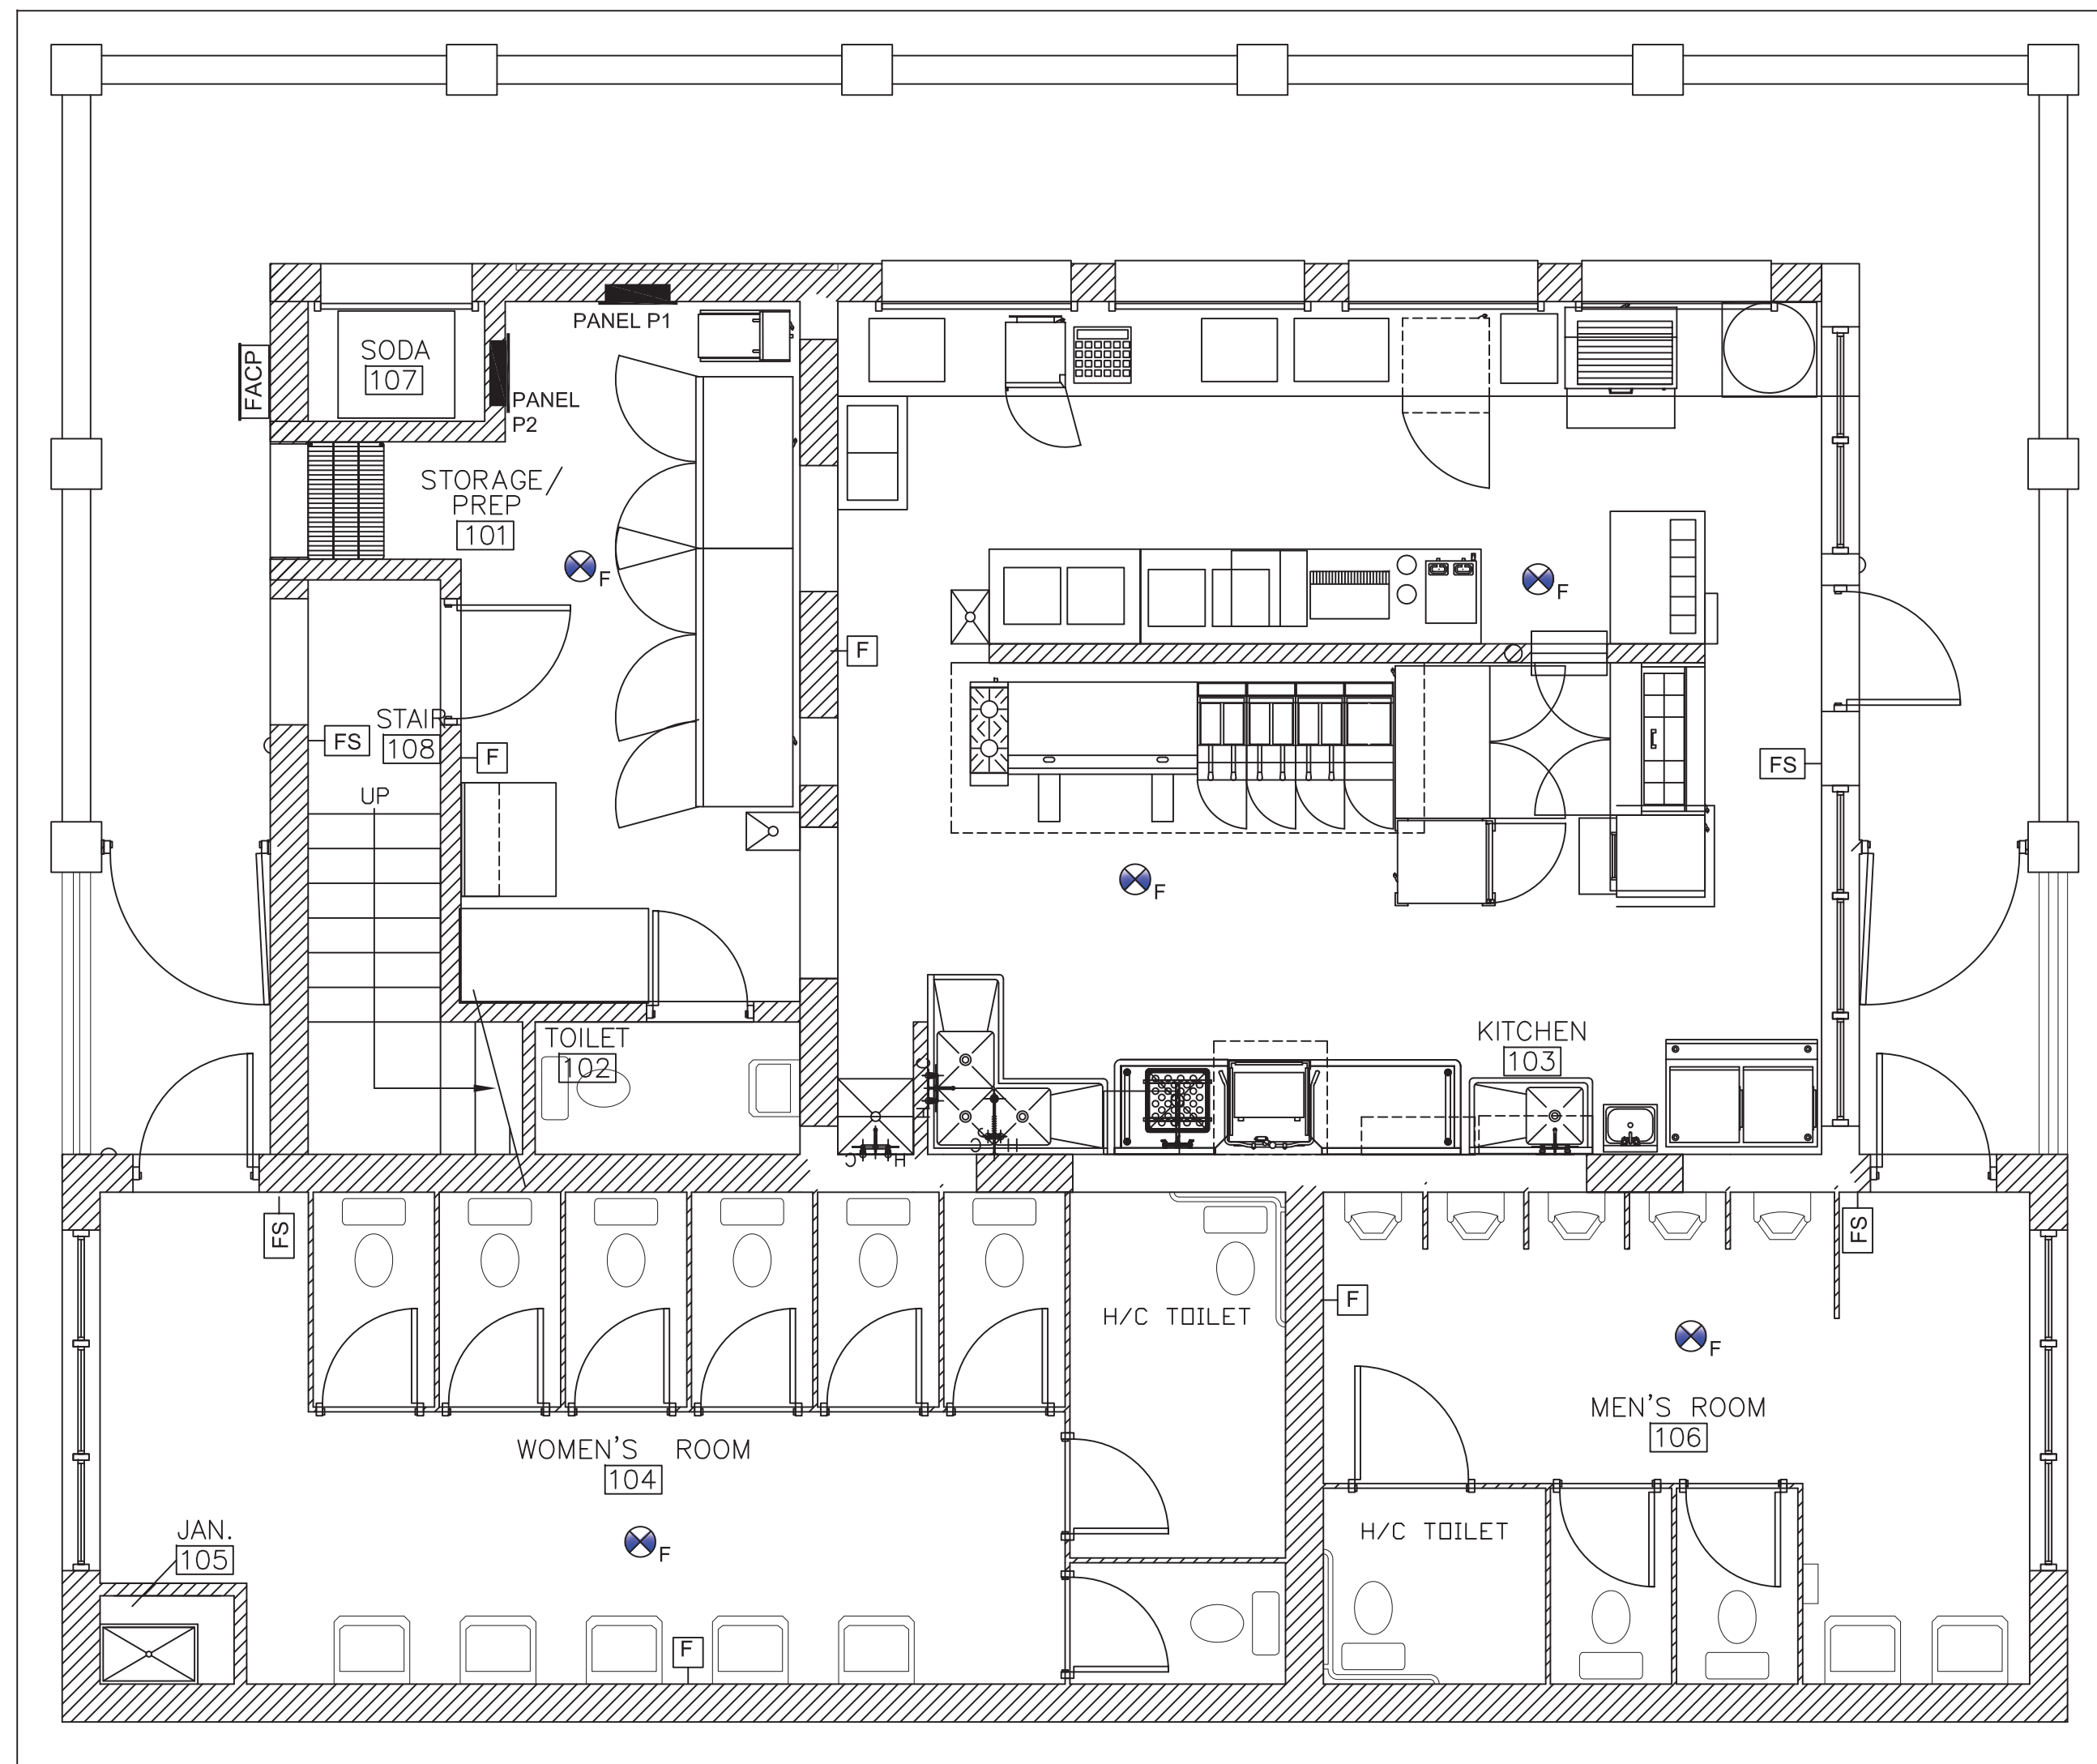 PANEL P1
SODA
107
FACP
PANEL
P2
STORAGE/
PREP
101
F
F
F
STAIR
108
FS
F
FS
UP
F
TOILET
102
KITCHEN
103
C
H
C
H
C
H
FS
FS
F
H/C TOILET
F
MEN'S ROOM
106
WOMEN'S ROOM
104
H/C TOILET
JAN.
105
F
F